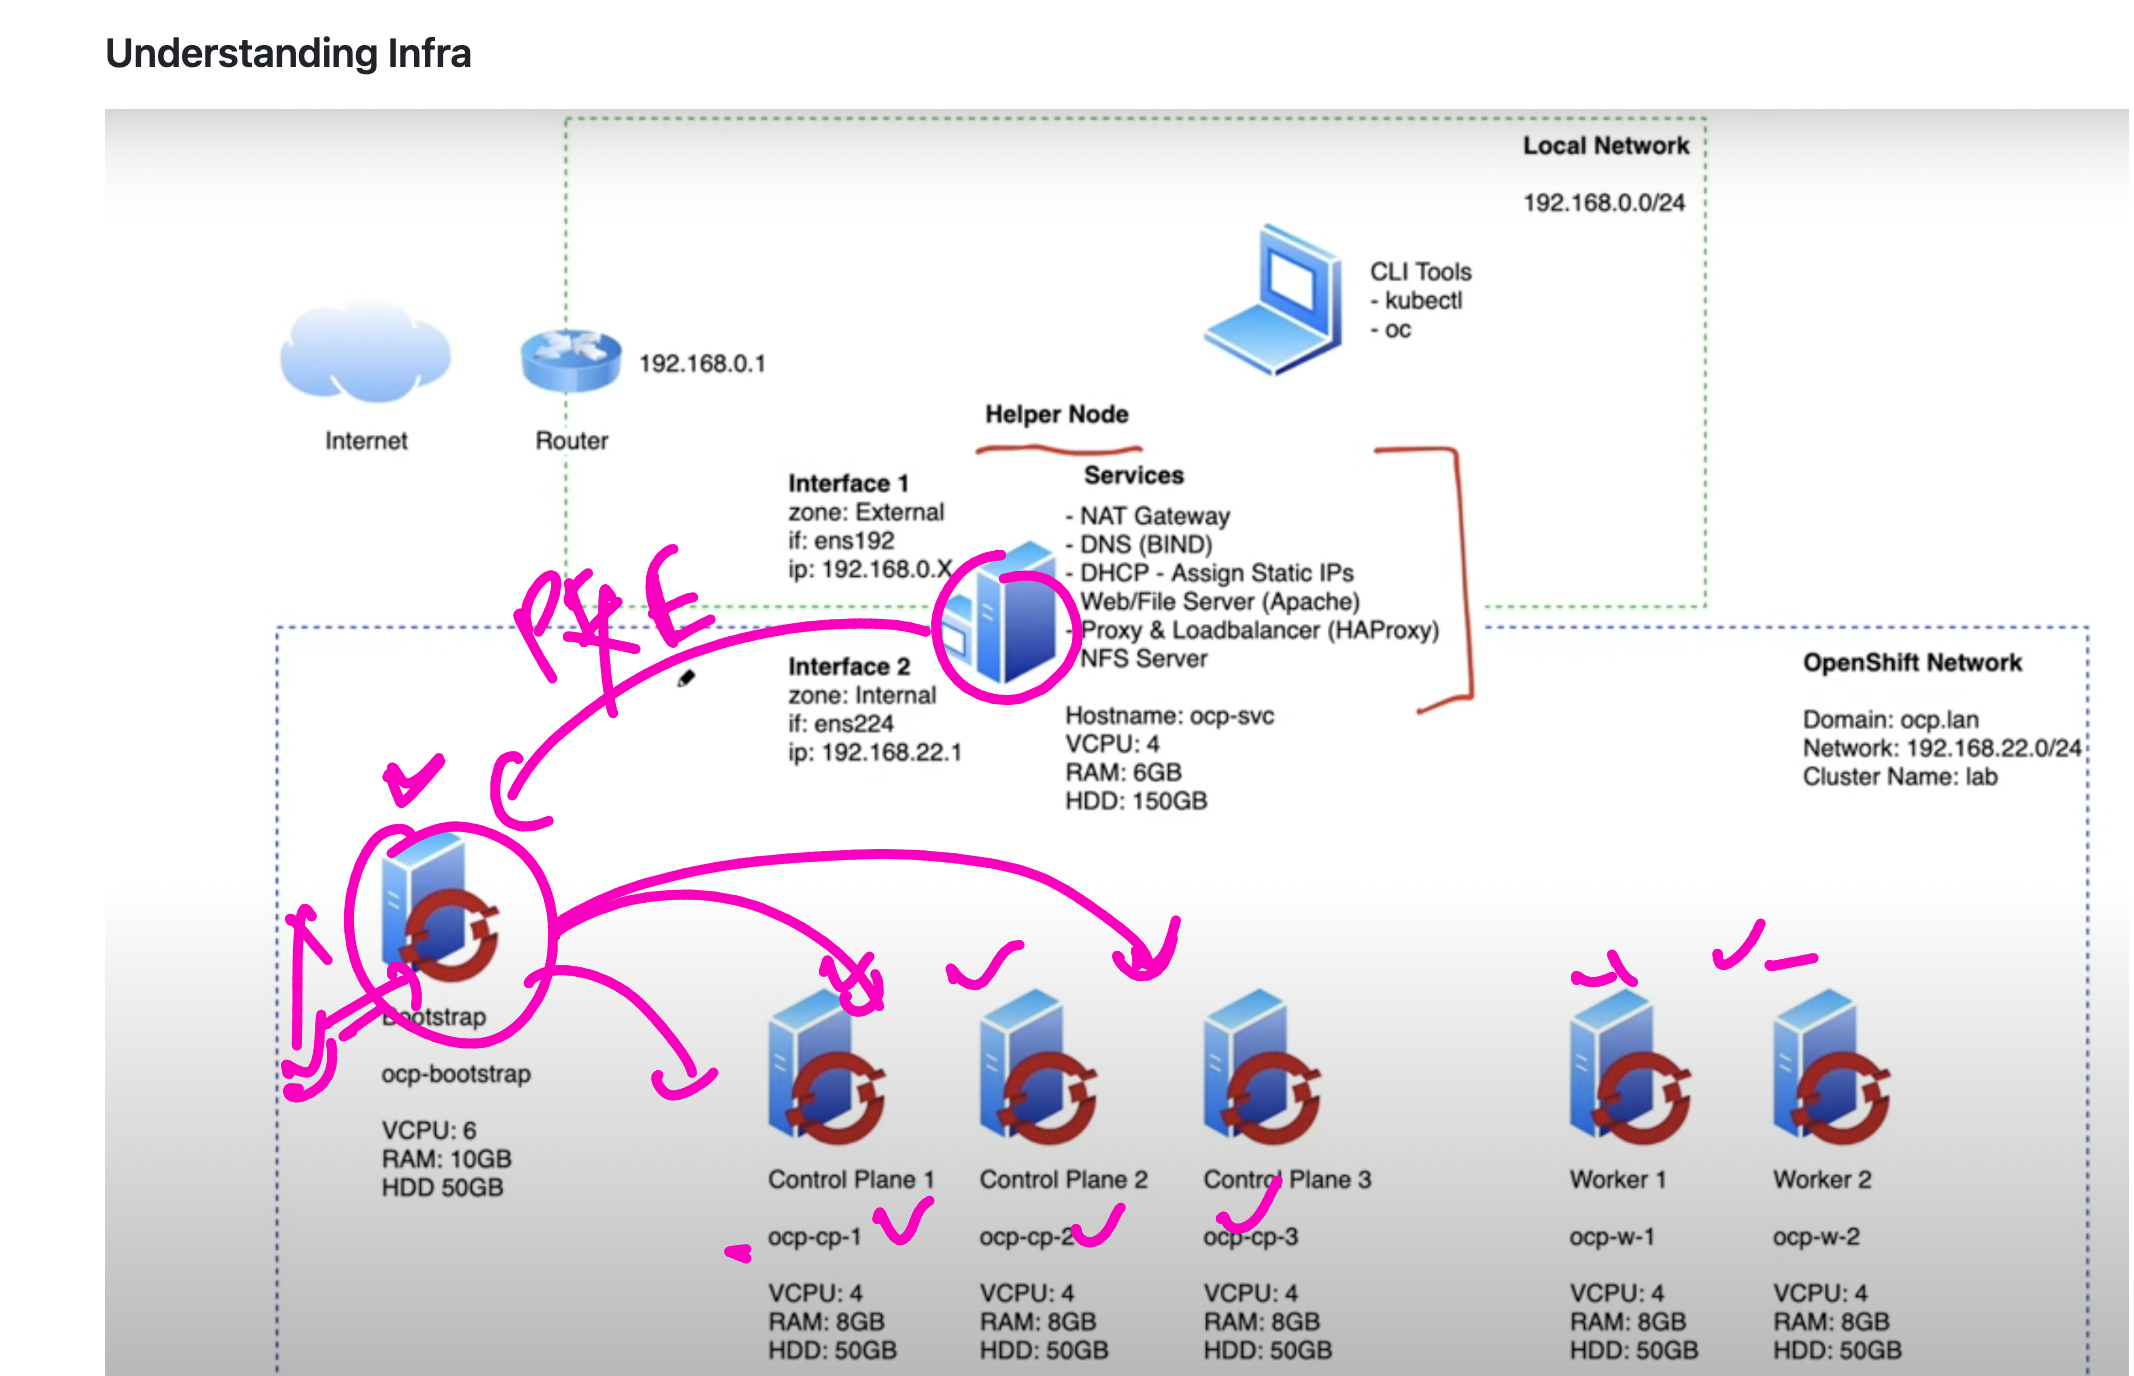 Understanding Infra
Local Network
192.168.0.0/24
CLI Tools
- kubectl
- oc
192.168.0.1
Internet
Router
Helper Node
Services
- NAT Gateway
- DNS (BIND)
- DHCP - Assign Static IPs
Web/File Server (Apache)
- Proxy & Loadbalancer (HAProxy)
NFS Server
Hostname: ocp-svc
VCPU: 4
RAM: 6GB
HDD: 150GB
Interface 1
zone: External
if: ens192
ip: 192.168.0.X
PXE
Interface 2
zone: Internal
if: ens224
ip: 192.168.22.1
OpenShift Network
Domain: ocp.lan
Network: 192.168.22.0/24
Cluster Name: lab
Bootstrap
ocp-bootstrap
VCPU: 6
RAM: 10GB
HDD 50GB
Control Plane 1
ocp-cp-1
VCPU: 4
RAM: 8GB
HDD: 50GB
Control Plane 2
ocp-cp-2
VCPU: 4
RAM: 8GB
HDD: 50GB
Control Plane 3
ocp-cp-3
VCPU: 4
RAM: 8GB
HDD: 50GB
Worker 1
ocp-w-1
VCPU: 4
RAM: 8GB
HDD: 50GB
Worker 2
ocp-w-2
VCPU: 4
RAM: 8GB
HDD: 50GB